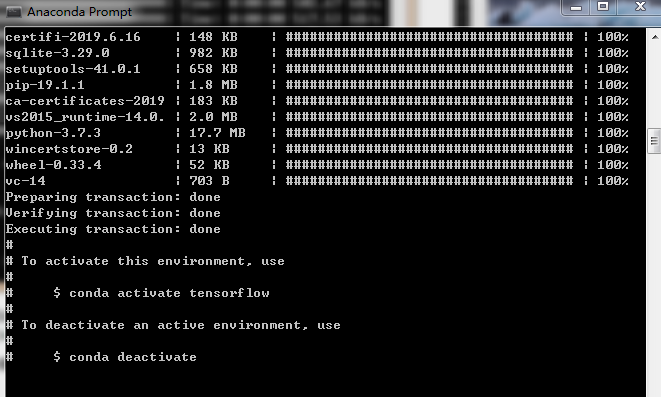 Anaconda Prompt
certifi-2019.6.16    | 148 KB    | #################################### | 100%
sqlite-3.29.0        | 982 KB    | #################################### | 100%
setuptools-41.0.1    | 658 KB    | #################################### | 100%
pip-19.1.1           | 1.8 MB    | #################################### | 100%
ca-certificates-2019 | 183 KB    | #################################### | 100%
vs2015_runtime-14.0. | 2.0 MB    | #################################### | 100%
python-3.7.3         | 17.7 MB   | #################################### | 100%
wincertstore-0.2     | 13 KB     | #################################### | 100%
wheel-0.33.4         | 52 KB     | #################################### | 100%
vc-14                | 703 B     | #################################### | 100%
Preparing transaction: done
Verifying transaction: done
Executing transaction: done
#
# To activate this environment, use
#
#     $ conda activate tensorflow
#
# To deactivate an active environment, use
#
#     $ conda deactivate